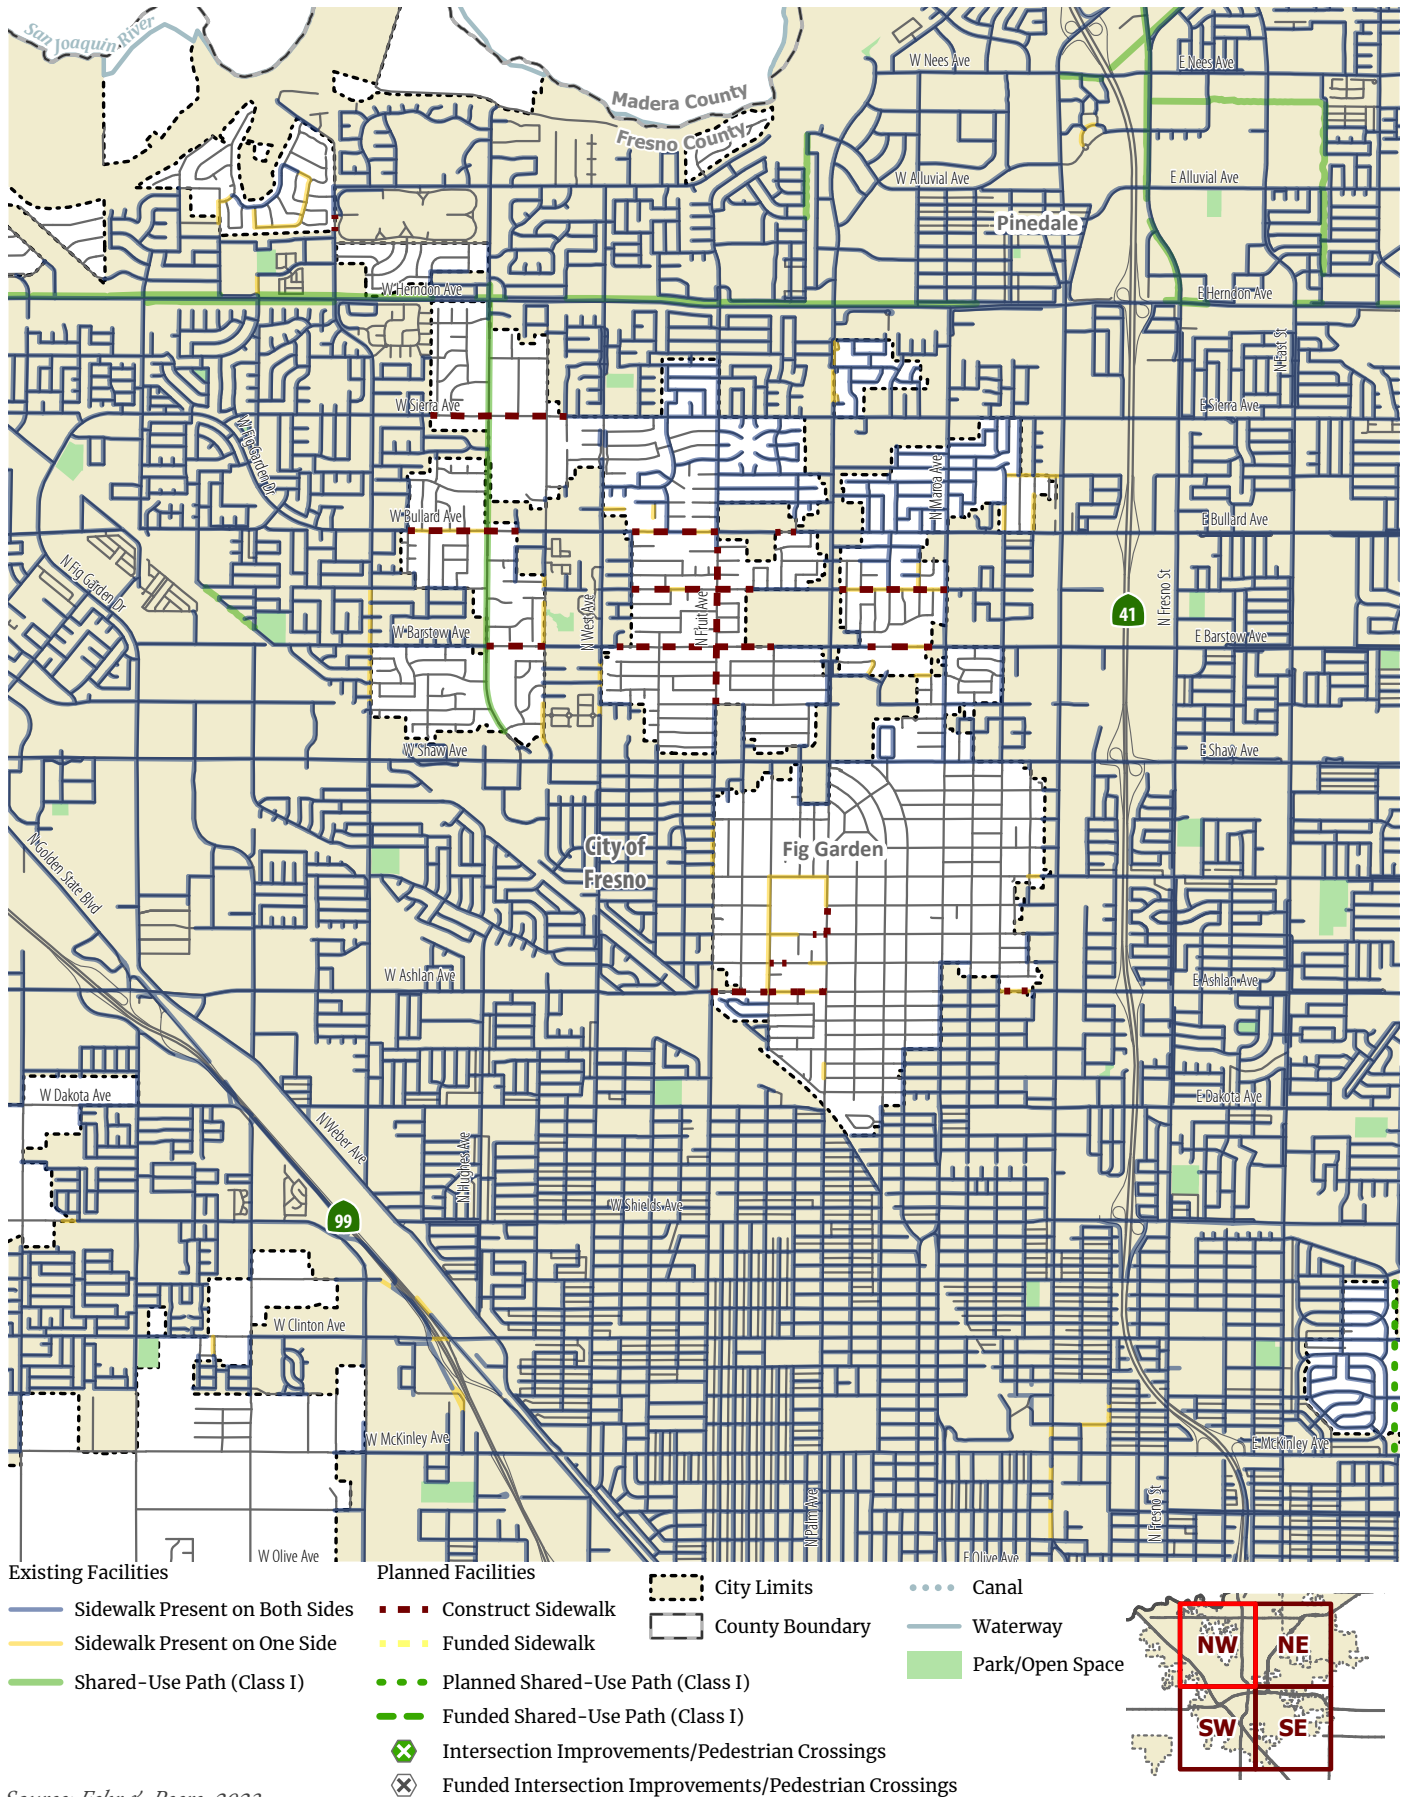 San Joaquin River
W Nees Ave
E Nees Ave
Madera County
Fresno County
W Alluvial Ave
E Alluvial Ave
Pinedale
W Herndon Ave
E Herndon Ave
N East St
W Sierra Ave
E Sierra Ave
W Fig Garden Dr
N Maroa Ave
W Bullard Ave
E Bullard Ave
N Fig Garden Dr
N West Ave
N Fruit Ave
41
N Fresno St
W Barstow Ave
E Barstow Ave
W Shaw Ave
E Shaw Ave
N Golden State Blvd
City of
Fresno
Fig Garden
W Ashlan Ave
E Ashlan Ave
W Dakota Ave
E Dakota Ave
N Weber Ave
N Hughes Ave
W Shields Ave
99
W Clinton Ave
W McKinley Ave
E McKinley Ave
N Palm Ave
N Fresno St
W Olive Ave
E Olive Ave
Existing Facilities
Sidewalk Present on Both Sides
Sidewalk Present on One Side
Shared-Use Path (Class I)
Planned Facilities
Construct Sidewalk
Funded Sidewalk
Planned Shared-Use Path (Class I)
Funded Shared-Use Path (Class I)
Intersection Improvements/Pedestrian Crossings
Funded Intersection Improvements/Pedestrian Crossings
City Limits
County Boundary
Canal
Waterway
Park/Open Space
NW
NE
SW
SE
Source: Fehr & Peers, 2023